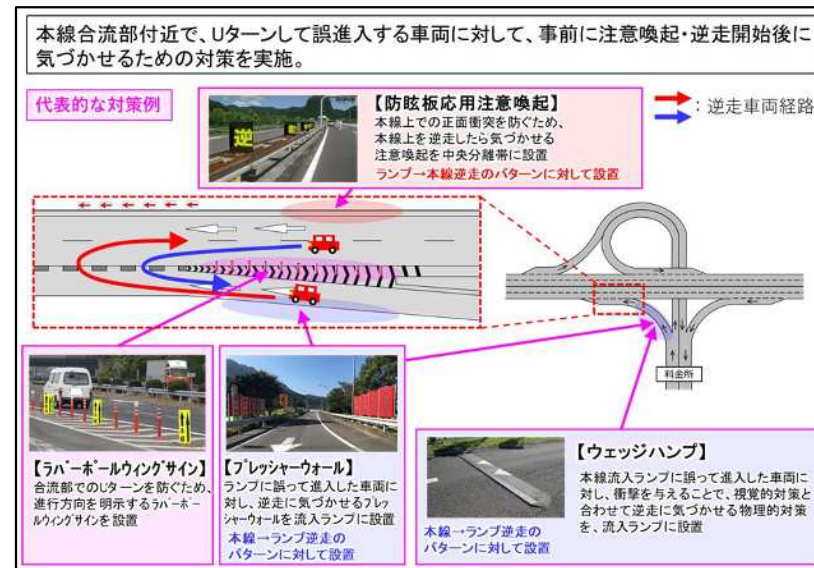 本線合流部付近で、Uターンして誤進入する車両に対して、事前に注意喚起・逆走開始後に
気づかせるための対策を実施。
代表的な対策例
逆
【防眩板応用注意喚起】
本線上での正面衝突を防ぐため、
本線上を逆走したら気づかせる
注意喚起を中央分離帯に設置
ランプ→本線逆走のパターンに対して設置
：逆走車両経路
料金所
【ラバーポールウィングサイン】
合流部でのUターンを防ぐため、
進行方向を明示するラバーポー
ルウィングサインを設置
【プレッシャーウォール】
ランプに誤って進入した車両に
対し、逆走に気づかせるプレッ
シャーウォールを流入ランプに設置
本線→ランプ逆走の
パターンに対して設置
【ウェッジハンプ】
本線流入ランプに誤って進入した車両に
対し、衝撃を与えることで、視覚的対策と
合わせて逆走に気づかせる物理的対策
を、流入ランプに設置
本線→ランプ逆走の
パターンに対して設置